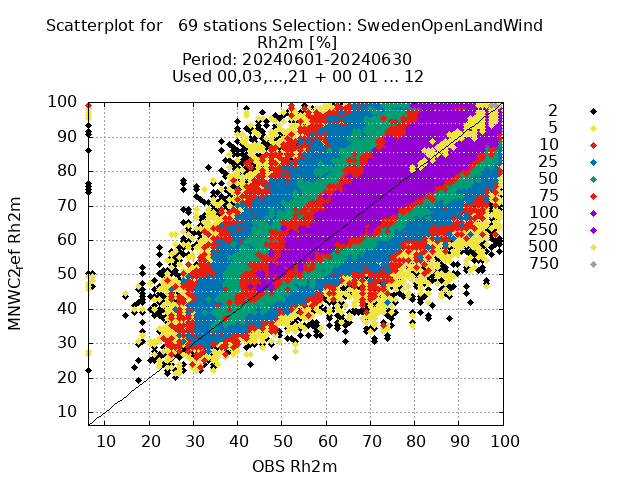 Scatterplot for 69 stations Selection: SwedenOpenLandWind
Rh2m [%]
Period: 20240601-20240630
Used 00,03,...,21 + 00 01 ... 12
100
90
80
70
60
50
40
30
20
10
MNWC2ref Rh2m
10 20 30 40 50 60 70 80 90 100
OBS Rh2m
2
5
10
25
50
75
100
250
500
750